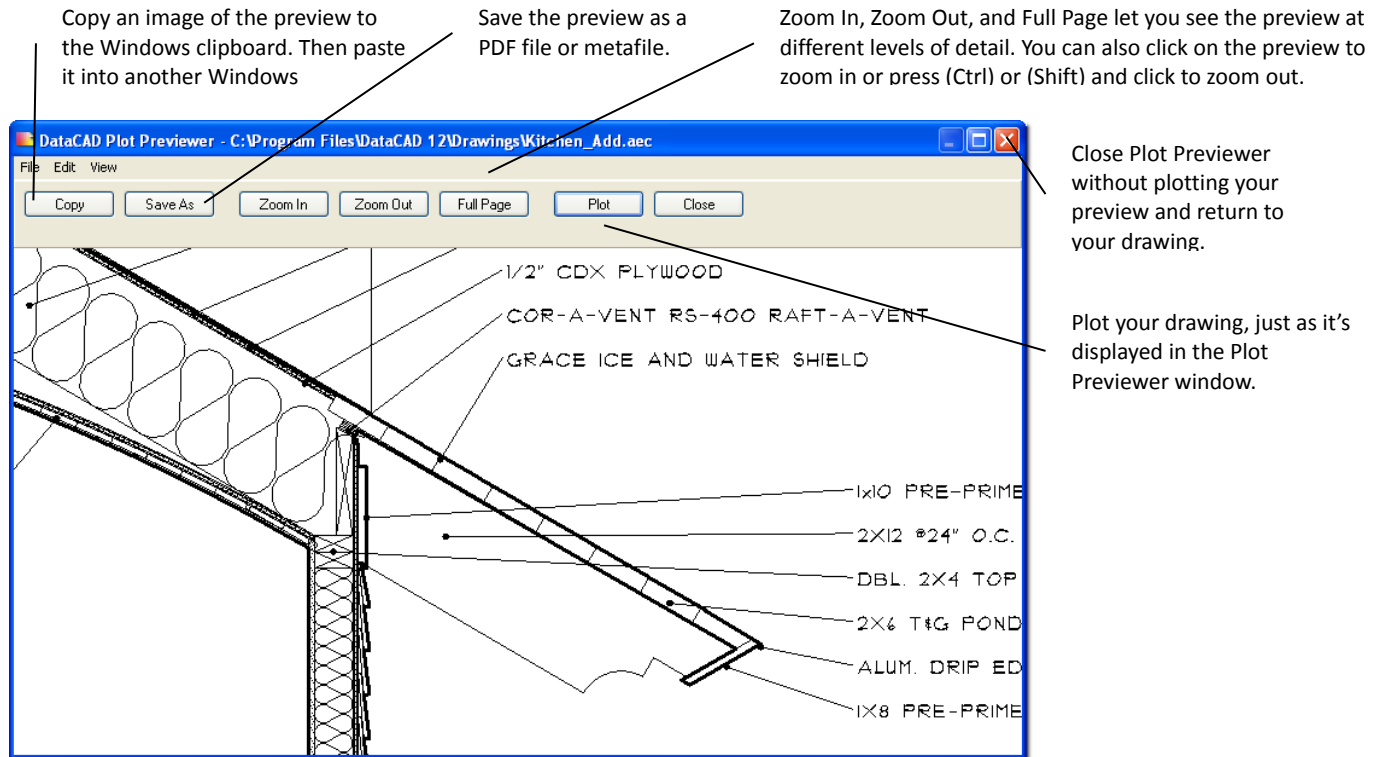 Copy an image of the preview to
the Windows clipboard. Then paste
it into another Windows
Save the preview as a
PDF file or metafile.
Zoom In, Zoom Out, and Full Page let you see the preview at
different levels of detail. You can also click on the preview to
zoom in or press (Ctrl) or (Shift) and click to zoom out.
DataCAD Plot Previewer - C:\Program Files\DataCAD 12\Drawings\Kitchen_Add.aec
File Edit View
Copy Save As Zoom In Zoom Out Full Page Plot Close
Close Plot Previewer
without plotting your
preview and return to
your drawing.
Plot your drawing, just as it's
displayed in the Plot
Previewer window.
1/2" CDX PLYWOOD
COR-A-VENT RS-400 RAFT-A-VENT
GRACE ICE AND WATER SHIELD
1x10 PRE-PRIME
2X12 @24" O.C.
DBL. 2X4 TOP
2X6 T&G POND
ALUM. DRIP ED
1X8 PRE-PRIME